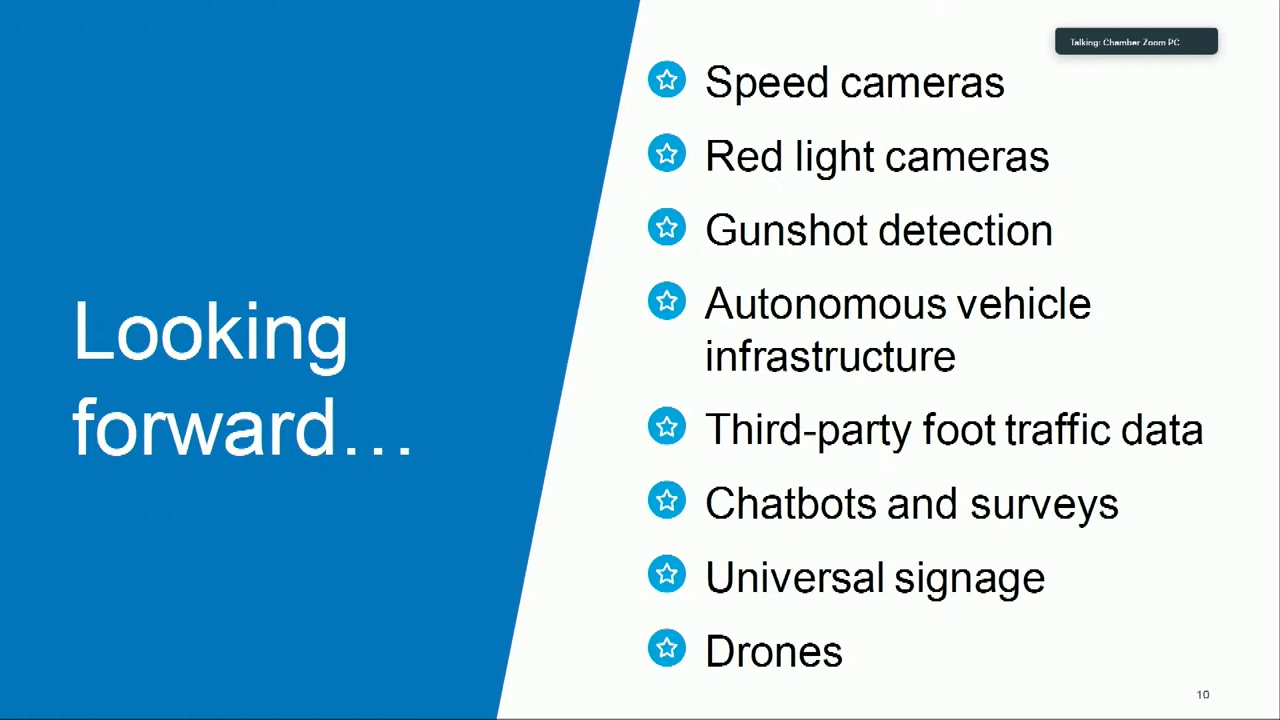 Talking: Chamber Zoom PC
Looking
forward…
Speed cameras
Red light cameras
Gunshot detection
Autonomous vehicle
infrastructure
Third-party foot traffic data
Chatbots and surveys
Universal signage
Drones
10